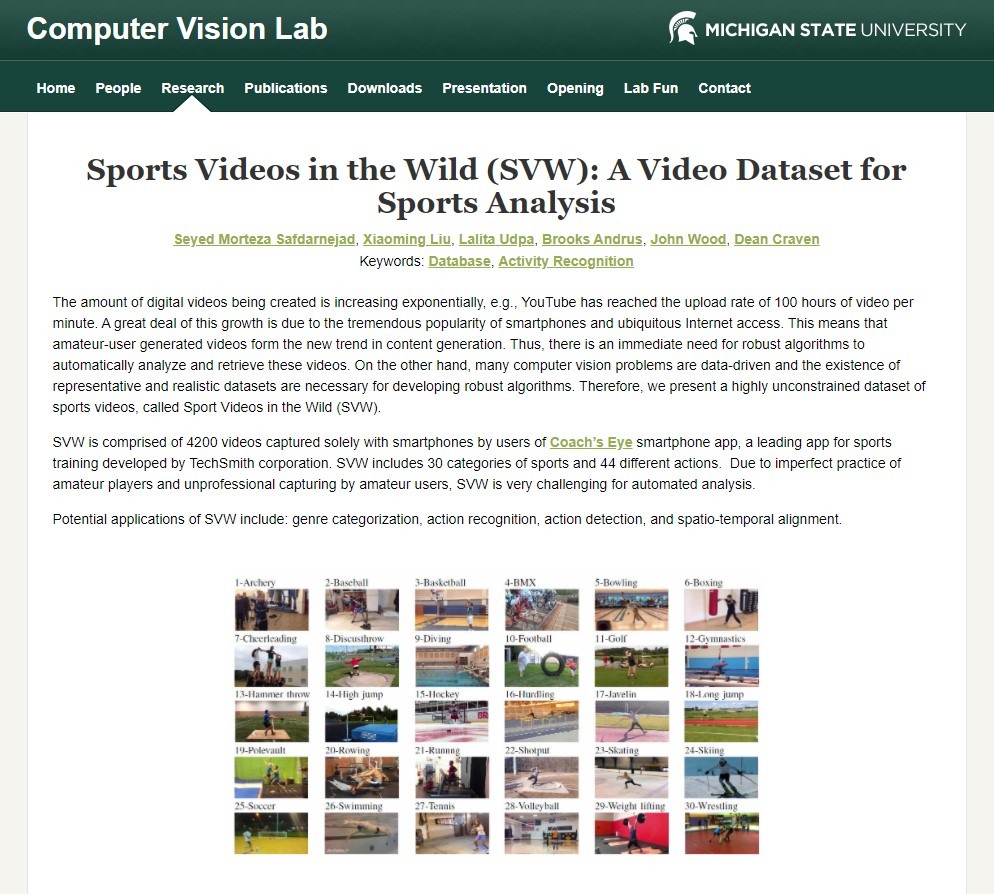 Computer Vision Lab
MICHIGAN STATE UNIVERSITY
Home People Research Publications Downloads Presentation Opening Lab Fun Contact
Sports Videos in the Wild (SVW): A Video Dataset for
Sports Analysis
Seyed Morteza Safdarnejad, Xiaoming Liu, Lalita Udpa, Brooks Andrus, John Wood, Dean Craven
Keywords: Database, Activity Recognition
The amount of digital videos being created is increasing exponentially, e.g., YouTube has reached the upload rate of 100 hours of video per
minute. A great deal of this growth is due to the tremendous popularity of smartphones and ubiquitous Internet access. This means that
amateur-user generated videos form the new trend in content generation. Thus, there is an immediate need for robust algorithms to
automatically analyze and retrieve these videos. On the other hand, many computer vision problems are data-driven and the existence of
representative and realistic datasets are necessary for developing robust algorithms. Therefore, we present a highly unconstrained dataset of
sports videos, called Sport Videos in the Wild (SVW).
SVW is comprised of 4200 videos captured solely with smartphones by users of Coach's Eye smartphone app, a leading app for sports
training developed by TechSmith corporation. SVW includes 30 categories of sports and 44 different actions.  Due to imperfect practice of
amateur players and unprofessional capturing by amateur users, SVW is very challenging for automated analysis.
Potential applications of SVW include: genre categorization, action recognition, action detection, and spatio-temporal alignment.
1-Archery 2-Baseball 3-Basketball 4-BMX 5-Bowling 6-Boxing
7-Cheerleading 8-Discusthrow 9-Diving 10-Football 11-Golf 12-Gymnastics
13-Hammer throw 14-High jump 15-Hockey 16-Hurdling 17-Javelin 18-Long jump
19-Polevault 20-Rowing 21-Runnng 22-Shotput 23-Skating 24-Skiing
25-Soccer 26-Swimming 27-Tennis 28-Volleyball 29-Weight lifting 30-Wrestling